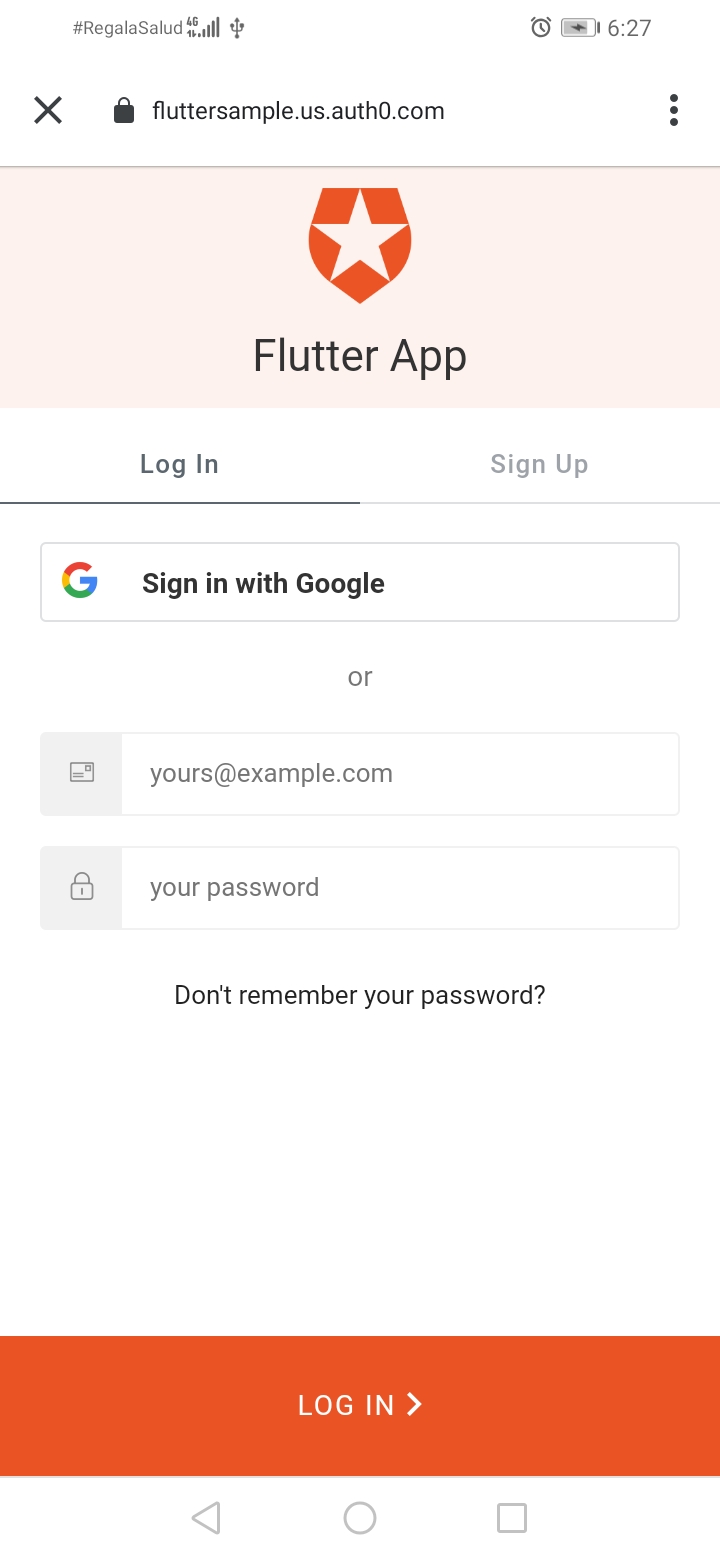 #RegalaSalud 4G 6:27
fluttersample.us.auth0.com
Flutter App
Log In Sign Up
Sign in with Google
or
yours@example.com
your password
Don't remember your password?
LOG IN